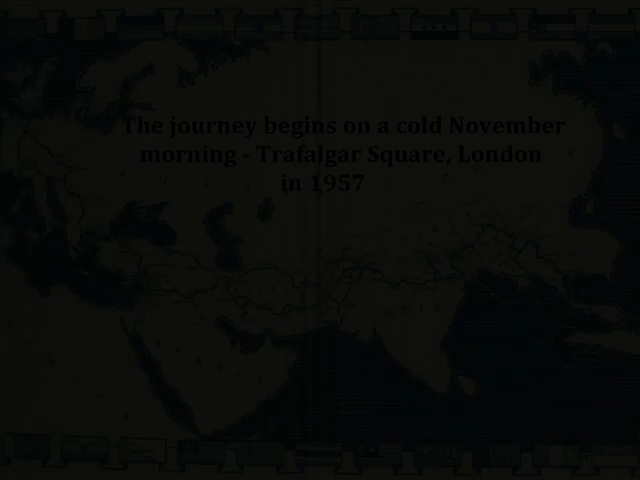 The journey begins on a cold November
morning - Trafalgar Square, London
in 1957